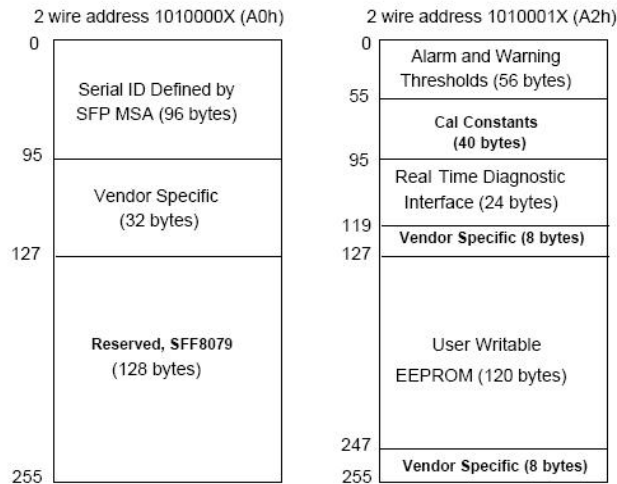 2 wire address 1010000X (A0h)
0
Serial ID Defined by
SFP MSA (96 bytes)
95
Vendor Specific
(32 bytes)
127
Reserved, SFF8079
(128 bytes)
255
2 wire address 1010001X (A2h)
0
Alarm and Warning
Thresholds (56 bytes)
55
Cal Constants
(40 bytes)
95
Real Time Diagnostic
Interface (24 bytes)
119
Vendor Specific (8 bytes)
127
User Writable
EEPROM (120 bytes)
247
Vendor Specific (8 bytes)
255